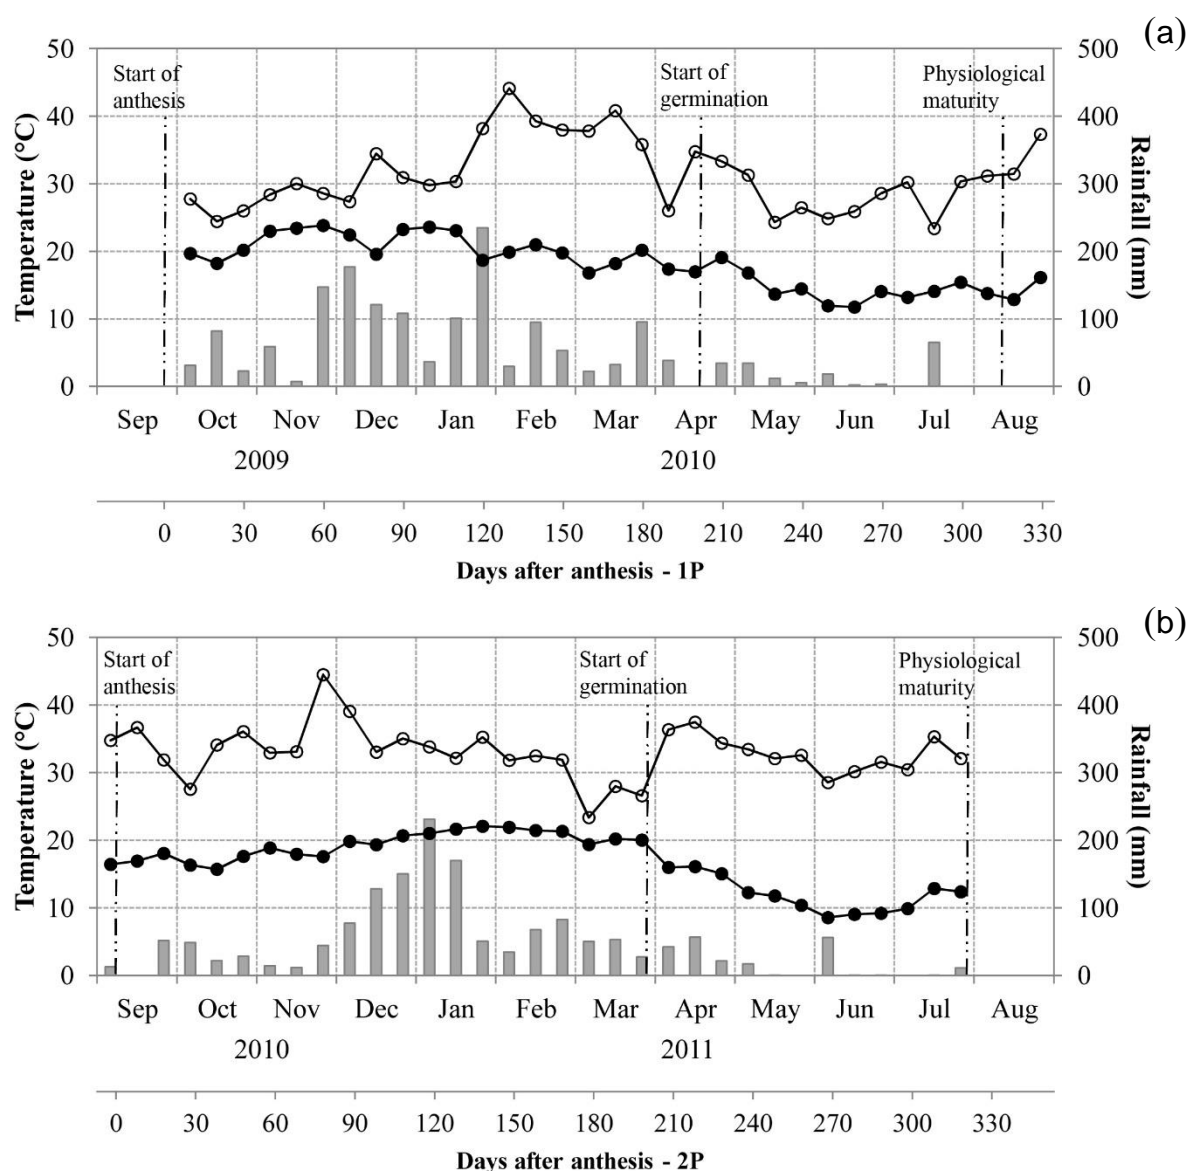 (a)
50 500
Start of anthesis Start of germination Physiological maturity
40 400
30 300
20 200
10 100
0 0
Temperature (°C)
Rainfall (mm)
Sep Oct Nov Dec Jan Feb Mar Apr May Jun Jul Aug
2009 2010
0 30 60 90 120 150 180 210 240 270 300 330
Days after anthesis - 1P
(b)
50 500
Start of anthesis Start of germination Physiological maturity
40 400
30 300
20 200
10 100
0 0
Temperature (°C)
Rainfall (mm)
Sep Oct Nov Dec Jan Feb Mar Apr May Jun Jul Aug
2010 2011
0 30 60 90 120 150 180 210 240 270 300 330
Days after anthesis - 2P